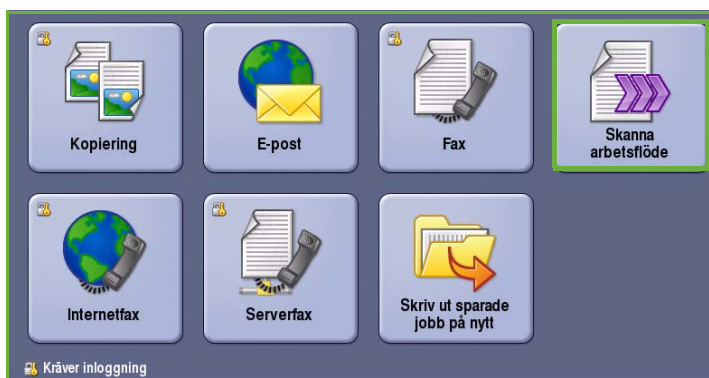 Kopiering
E-post
Fax
Skanna
arbetsflöde
Internetfax
Serverfax
Skriv ut sparade
jobb på nytt
Kräver inloggning